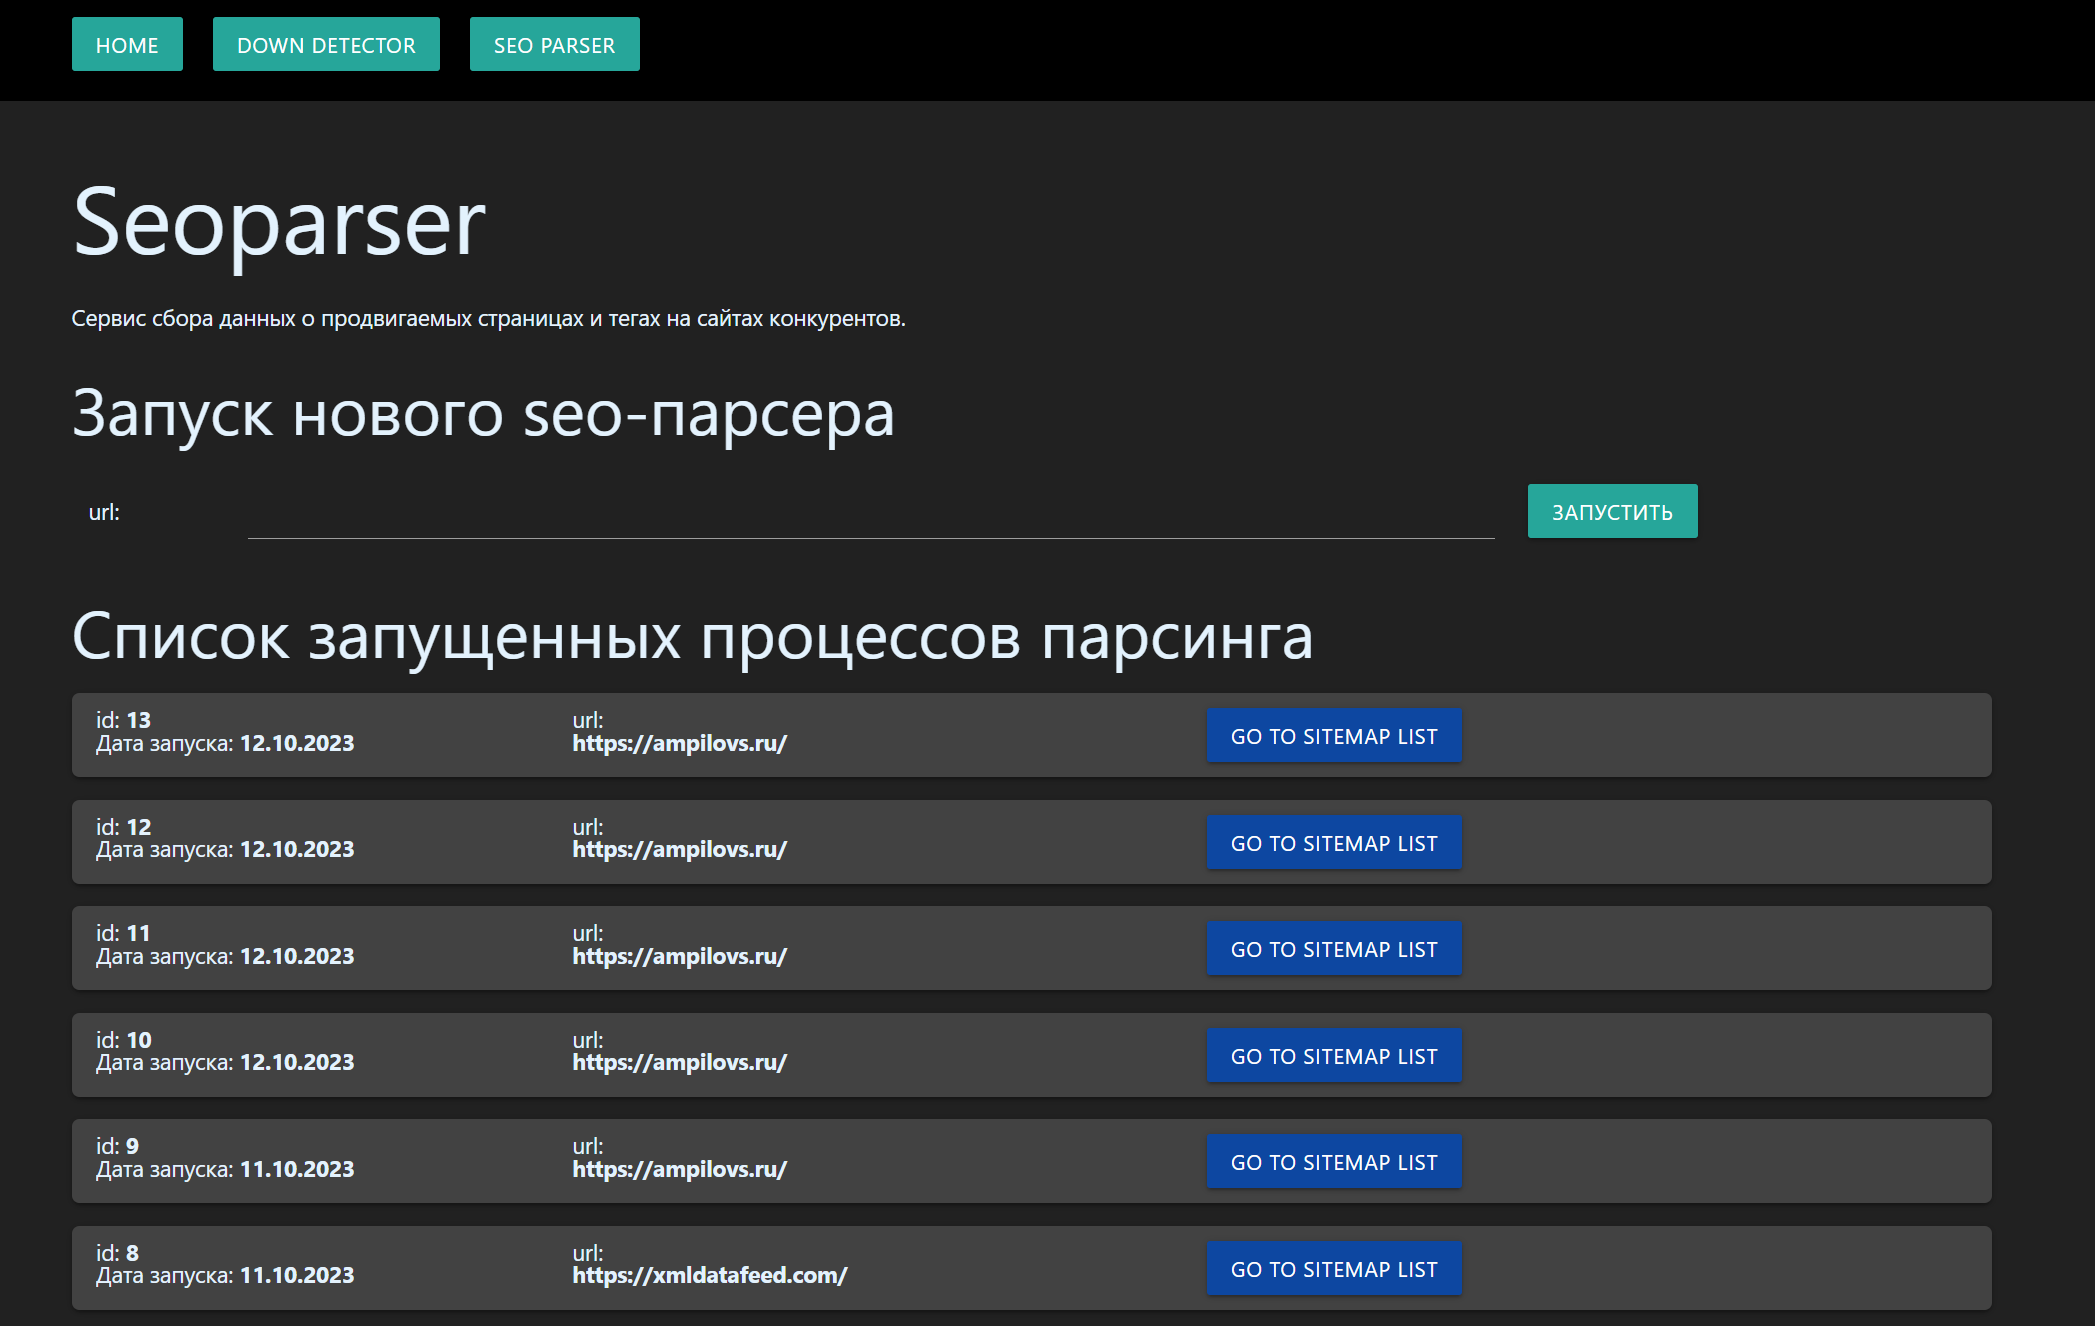 HOME DOWN DETECTOR SEO PARSER
Seoparser
Сервис сбора данных о продвигаемых страницах и тегах на сайтах конкурентов.
Запуск нового seo-парсера
url: ЗАПУСТИТЬ
Список запущенных процессов парсинга
id: 13
Дата запуска: 12.10.2023
url:
https://ampilovs.ru/
GO TO SITEMAP LIST
id: 12
Дата запуска: 12.10.2023
url:
https://ampilovs.ru/
GO TO SITEMAP LIST
id: 11
Дата запуска: 12.10.2023
url:
https://ampilovs.ru/
GO TO SITEMAP LIST
id: 10
Дата запуска: 12.10.2023
url:
https://ampilovs.ru/
GO TO SITEMAP LIST
id: 9
Дата запуска: 11.10.2023
url:
https://ampilovs.ru/
GO TO SITEMAP LIST
id: 8
Дата запуска: 11.10.2023
url:
https://xmldatafeed.com/
GO TO SITEMAP LIST